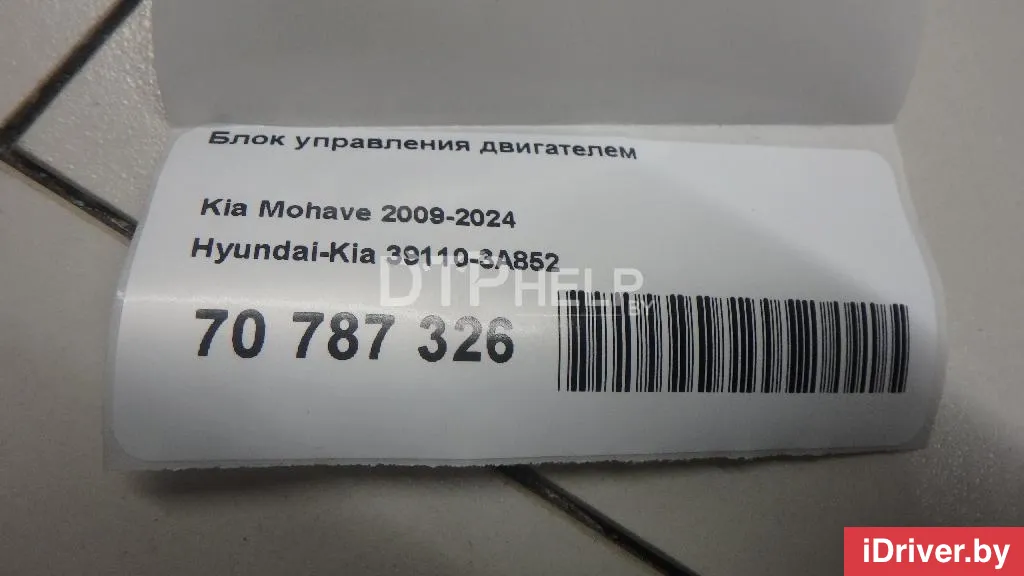 Блок управления двигателем
Kia Mohave 2009-2024
Hyundai-Kia 39110-3A852
DTPHELP.BY
70 787 326
iDriver.by